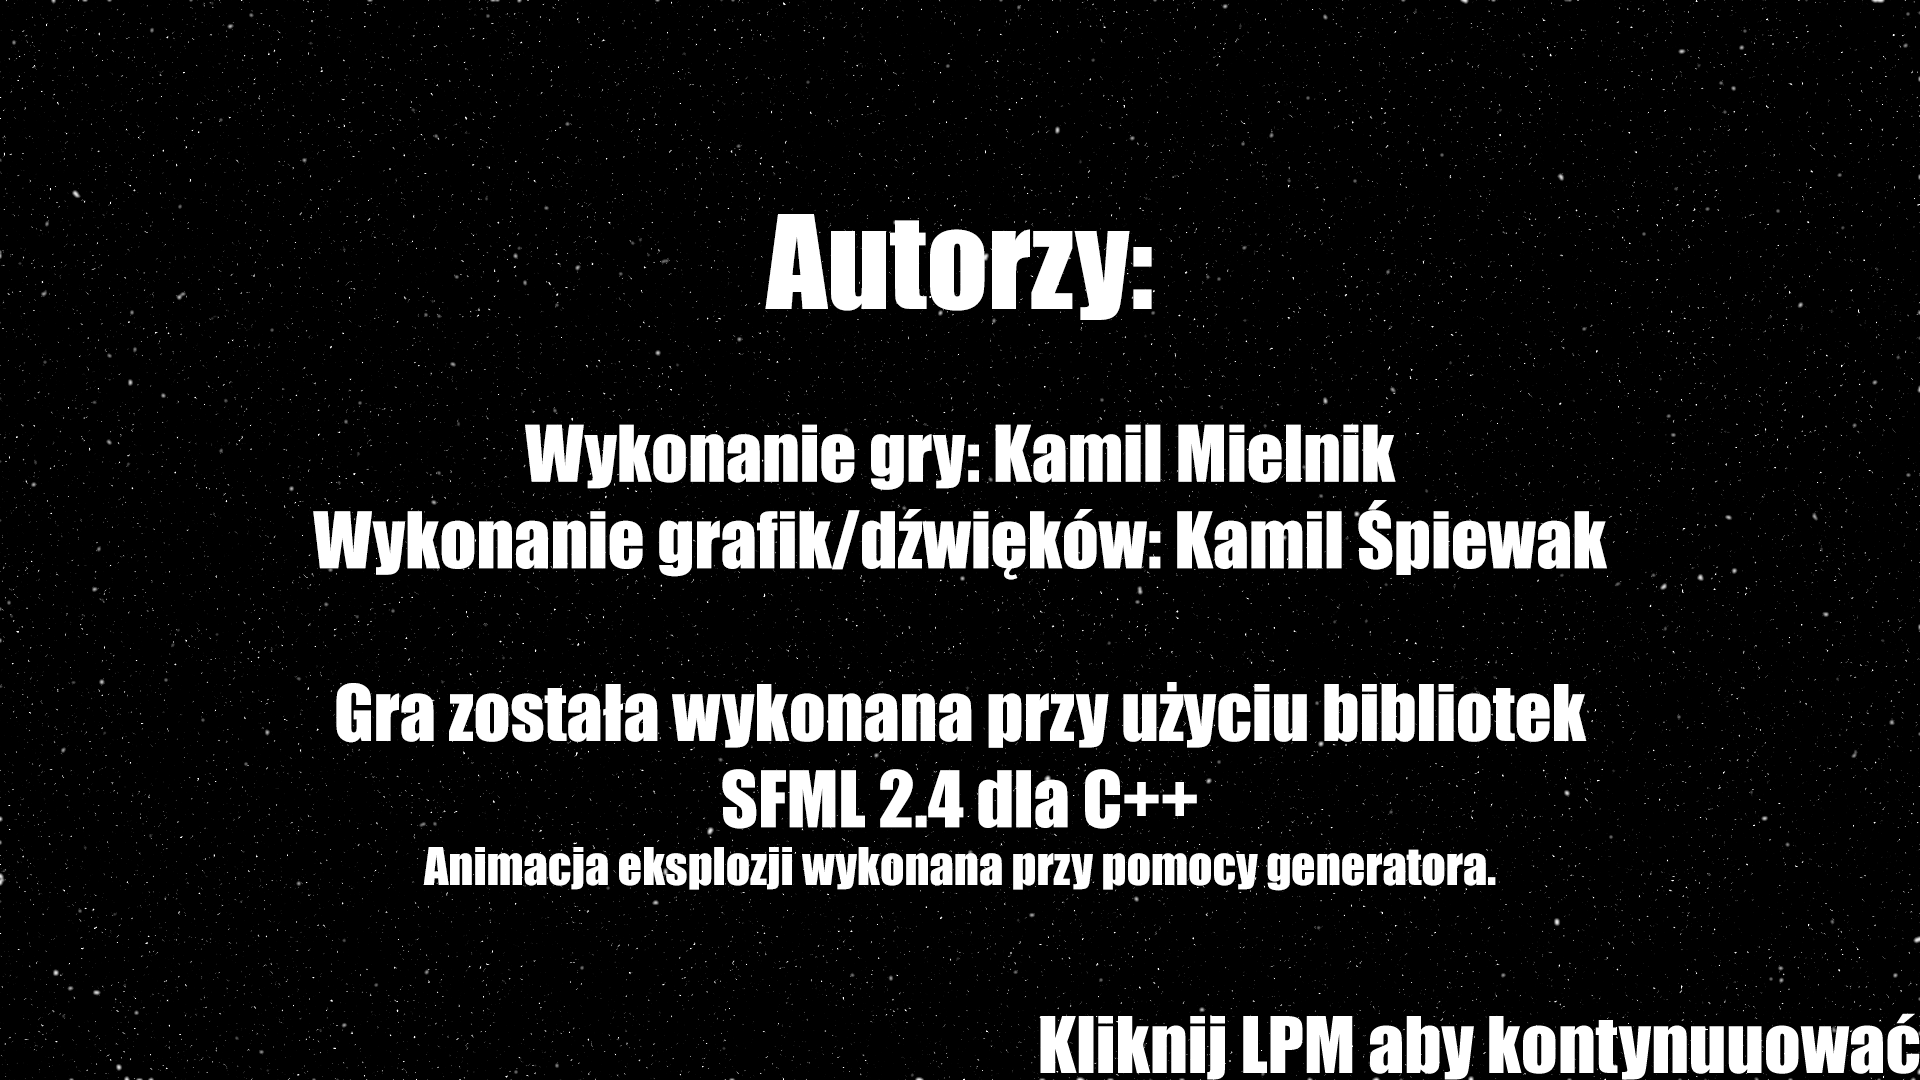 Autorzy:
Wykonanie gry: Kamil Mielnik
Wykonanie grafik/dźwięków: Kamil Śpiewak
Gra została wykonana przy użyciu bibliotek
SFML 2.4 dla C++
Animacja eksplozji wykonana przy pomocy generatora.
Kliknij LPM aby kontynuuować